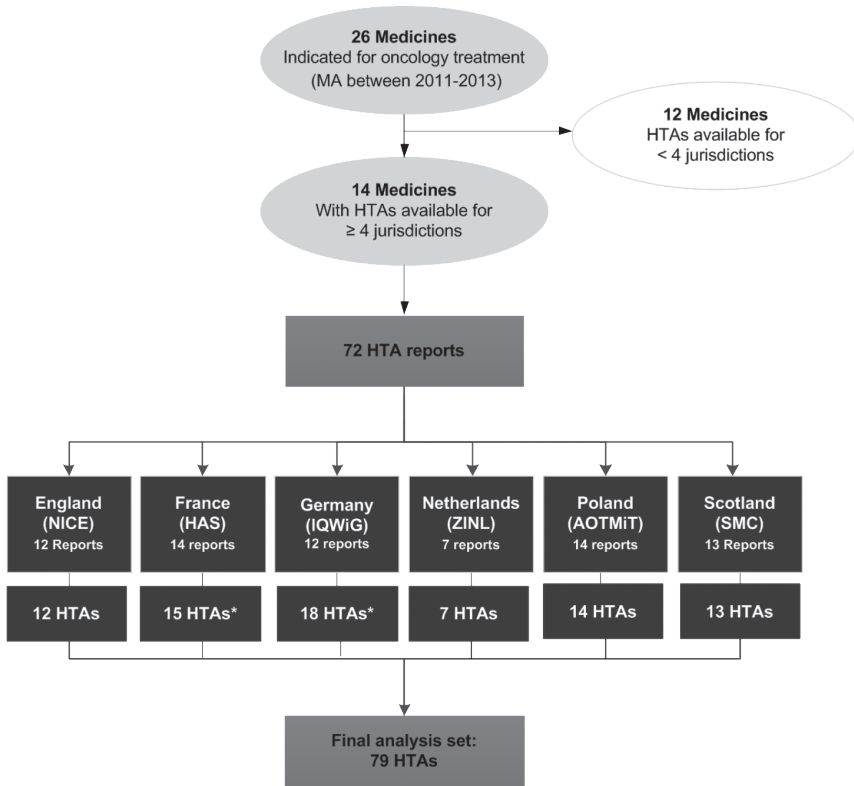 26 Medicines
Indicated for oncology treatment
(MA between 2011-2013)
12 Medicines
HTAs available for
< 4 jurisdictions
14 Medicines
With HTAs available for
≥ 4 jurisdictions
72 HTA reports
England
(NICE)
12 Reports
France
(HAS)
14 reports
Germany
(IQWiG)
12 reports
Netherlands
(ZINL)
7 reports
Poland
(AOTMiT)
14 reports
Scotland
(SMC)
13 Reports
12 HTAs
15 HTAs*
18 HTAs*
7 HTAs
14 HTAs
13 HTAs
Final analysis set:
79 HTAs